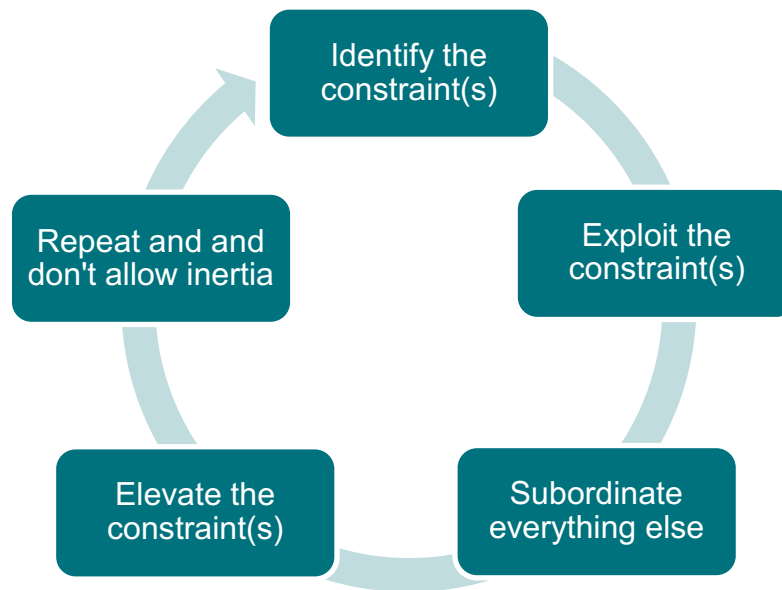 Identify the
constraint(s)
Exploit the
constraint(s)
Subordinate
everything else
Elevate the
constraint(s)
Repeat and and
don't allow inertia